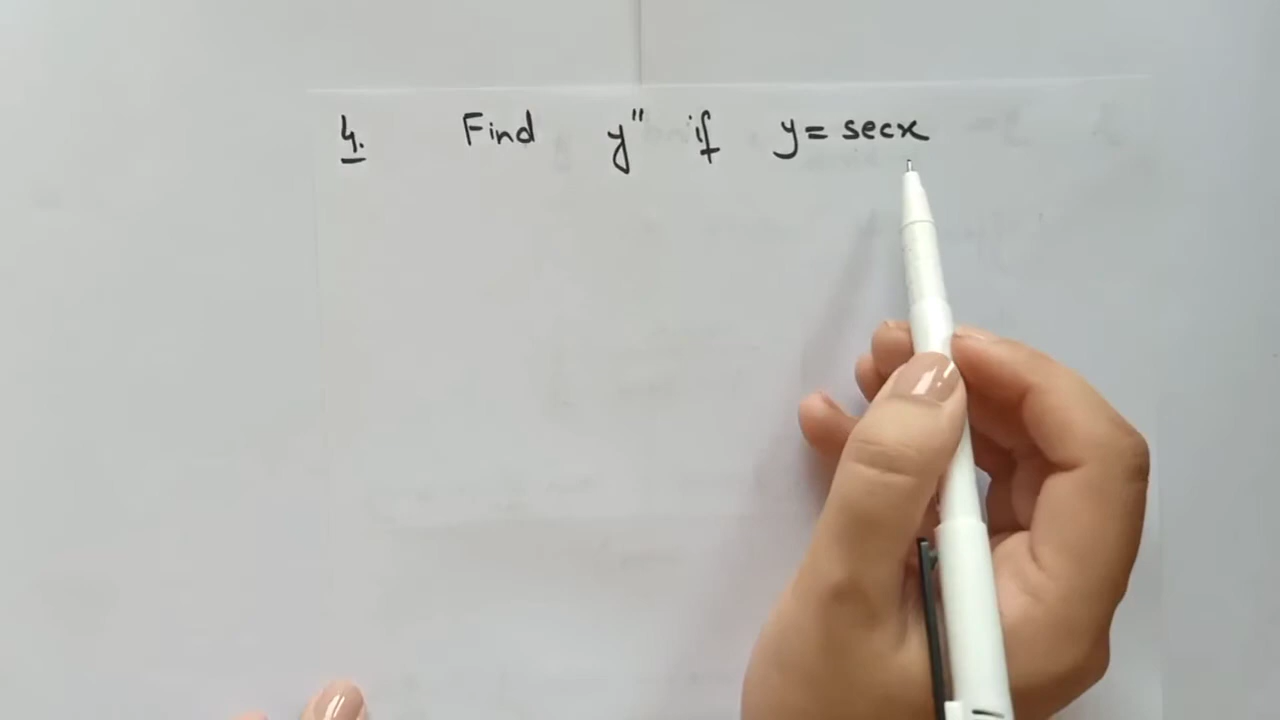 4. Find y" if y = secx